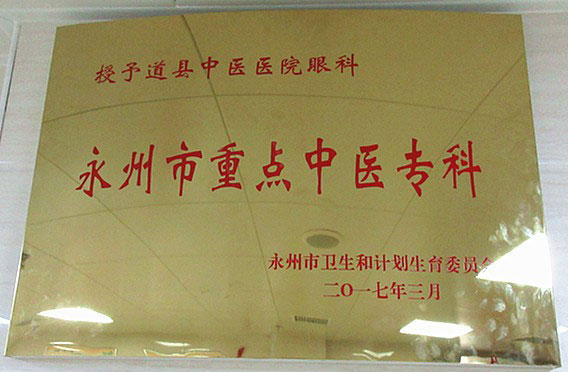 授予道县中医医院眼科
永州市重点中医专科
永州市卫生和计划生育委员会
二〇一七年三月